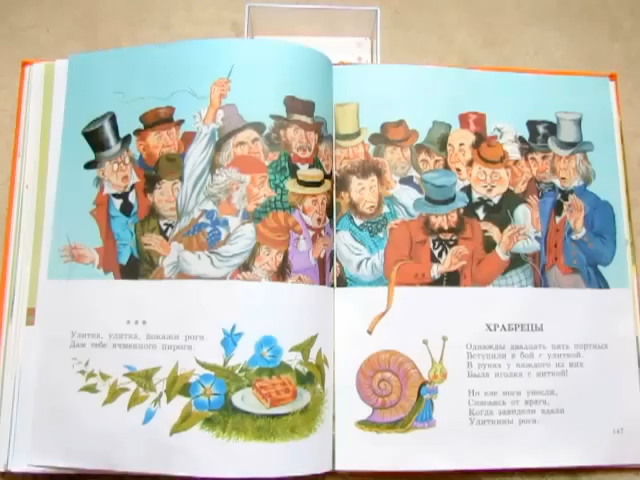 * * *
Улитка, улитка, покажи рога.
Дам тебе ячменного пирога.
ХРАБРЕЦЫ
Однажды двадцать пять портных
Вступили в бой с улиткой.
В руках у каждого из них
Была иголка с ниткой!
Но еле ноги унесли,
Спасаясь от врага,
Когда завидели вдали
Улиткины рога.
147